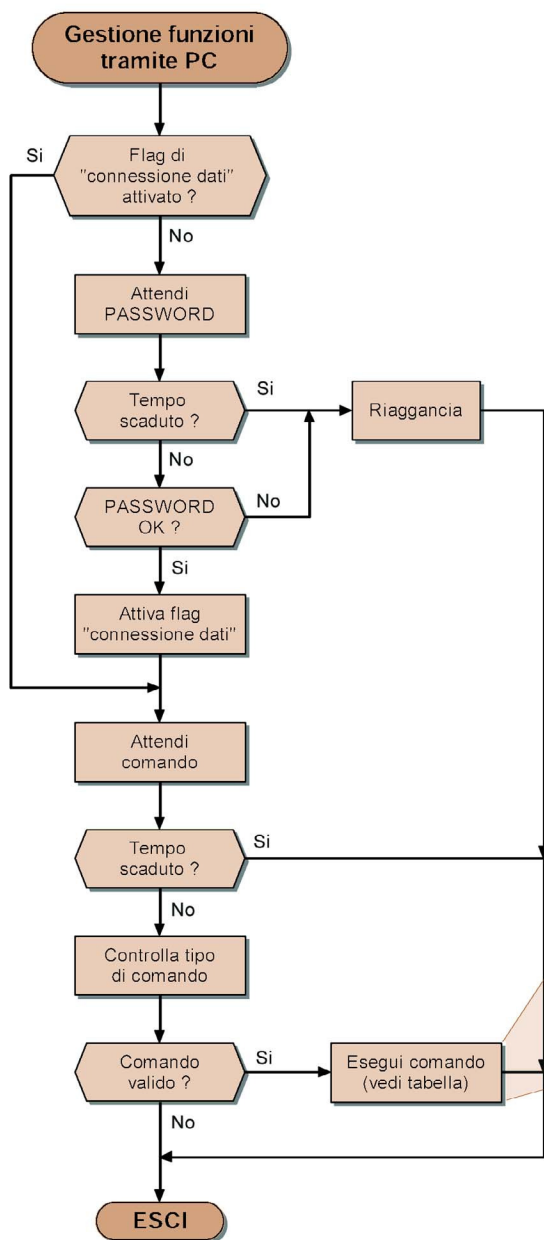 Gestione funzioni
tramite PC
Si
Flag di
"connessione dati"
attivato ?
No
Attendi
PASSWORD
Tempo
scaduto ?
Si
Riaggancia
No
PASSWORD
OK ?
No
Si
Attiva flag
"connessione dati"
Attendi
comando
Tempo
scaduto ?
Si
No
Controlla tipo
di comando
Comando
valido ?
Si
Esegui comando
(vedi tabella)
No
ESCI